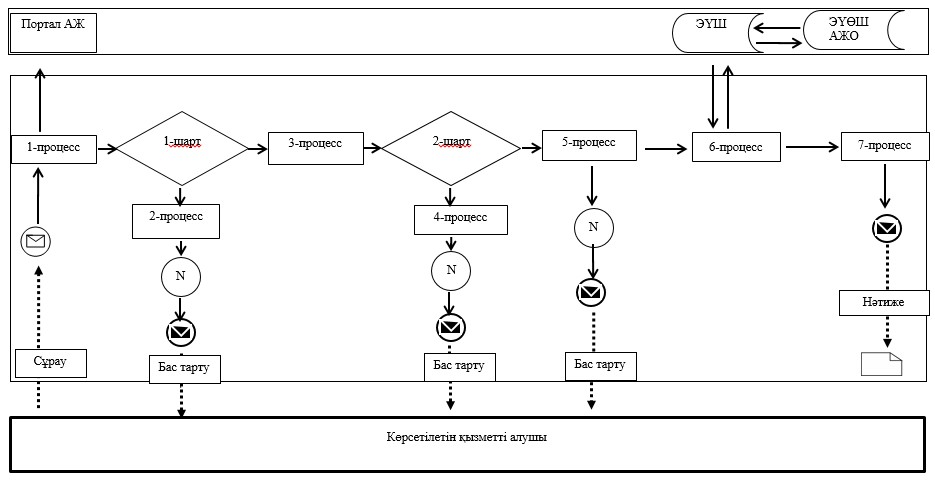 Портал АЖ
ЭҮШ
ЭҮӨШ
АЖО
1-процесс
1-шарт
3-процесс
2-шарт
5-процесс
6-процесс
7-процесс
2-процесс
4-процесс
N
N
N
Нәтиже
Сұрау
Бас тарту
Бас тарту
Бас тарту
Көрсетілетін қызметті алушы